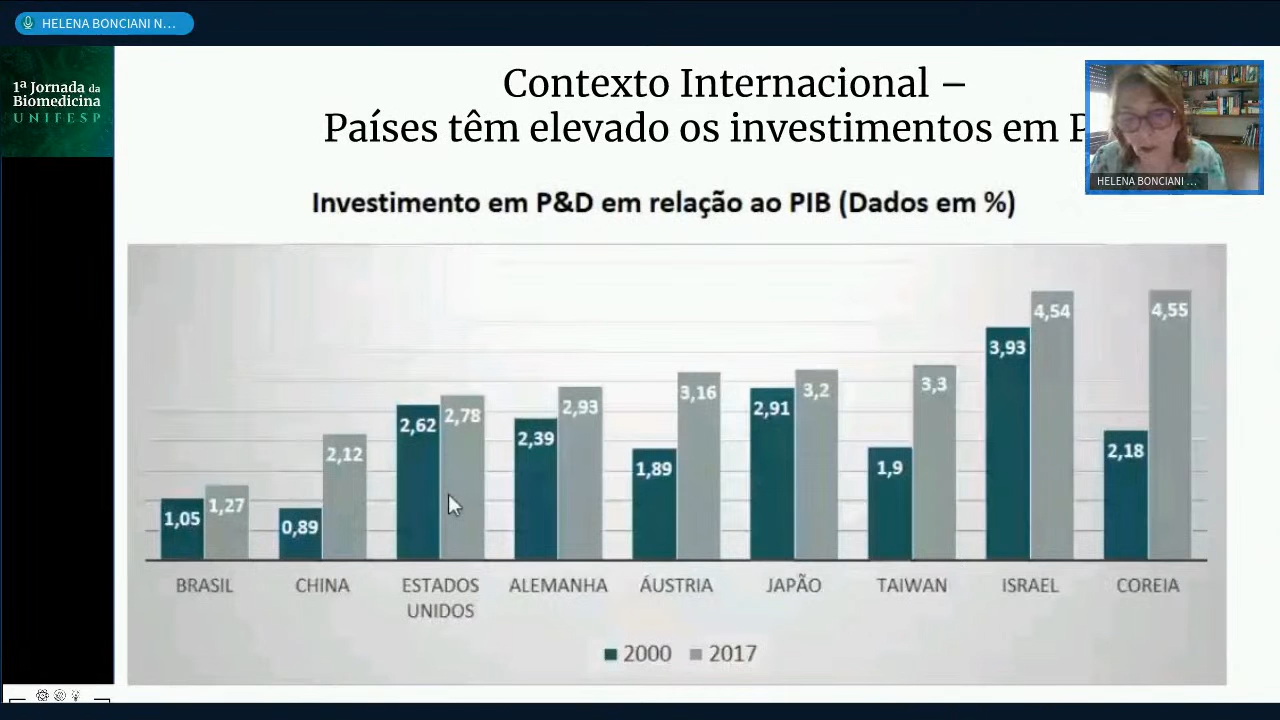 HELENA BONCIANI N...
1ª Jornada da
Biomedicina
UNIFESP
Contexto Internacional –
Países têm elevado os investimentos em P
HELENA BONCIANI ...
Investimento em P&D em relação ao PIB (Dados em %)
1,05
1,27
0,89
2,12
2,62
2,78
2,39
2,93
1,89
3,16
2,91
3,2
1,9
3,3
3,93
4,54
2,18
4,55
BRASIL
CHINA
ESTADOS
UNIDOS
ALEMANHA
ÁUSTRIA
JAPÃO
TAIWAN
ISRAEL
COREIA
2000
2017